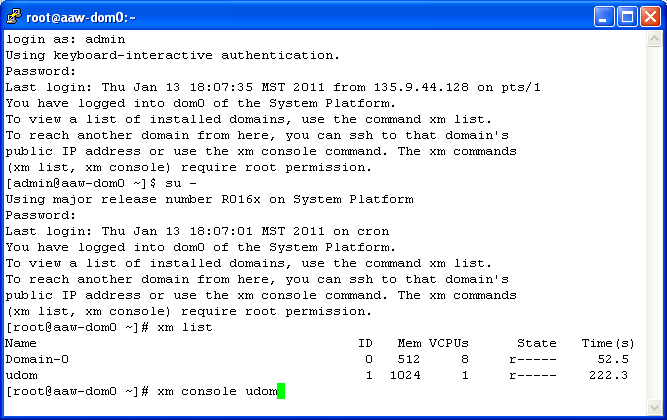 root@aaw-dom0:~
login as: admin
Using keyboard-interactive authentication.
Password:
Last login: Thu Jan 13 18:07:35 MST 2011 from 135.9.44.128 on pts/1
You have logged into dom0 of the System Platform.
To view a list of installed domains, use the command xm list.
To reach another domain from here, you can ssh to that domain's
public IP address or use the xm console command. The xm commands
(xm list, xm console) require root permission.
[admin@aaw-dom0 ~]$ su -
Using major release number R016x on System Platform
Password:
Last login: Thu Jan 13 18:07:01 MST 2011 on cron
You have logged into dom0 of the System Platform.
To view a list of installed domains, use the command xm list.
To reach another domain from here, you can ssh to that domain's
public IP address or use the xm console command. The xm commands
(xm list, xm console) require root permission.
[root@aaw-dom0 ~]# xm list
Name ID Mem VCPUs State Time(s)
Domain-0 0 512 8 r----- 52.5
udom 1 1024 1 r----- 222.3
[root@aaw-dom0 ~]# xm console udom